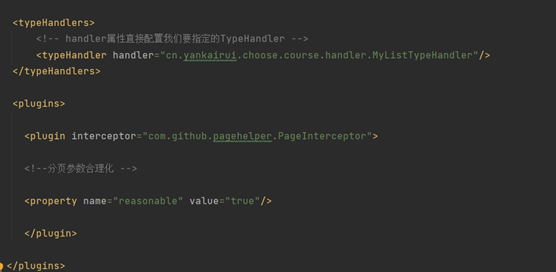 <typeHandlers>
<!-- handler属性直接配置我们要指定的TypeHandler -->
<typeHandler handler="cn.yankairui.choose.course.handler.MyListTypeHandler"/>
</typeHandlers>
<plugins>
<plugin interceptor="com.github.pagehelper.PageInterceptor">
<!--分页参数合理化 -->
<property name="reasonable" value="true"/>
</plugin>
</plugins>